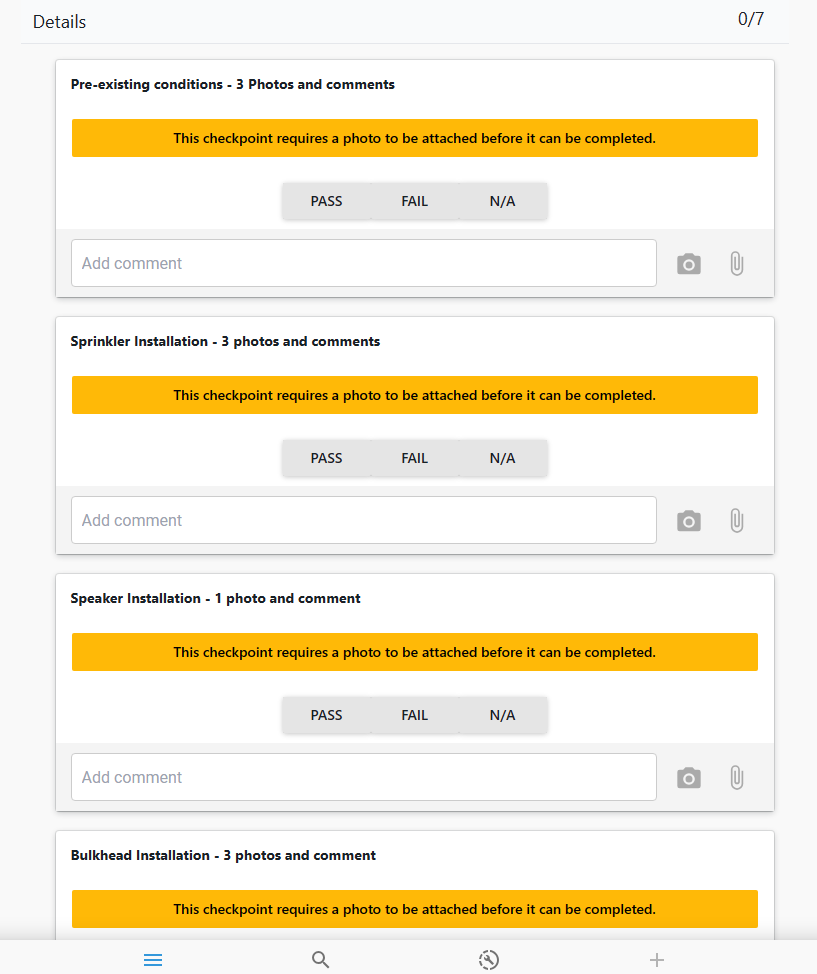 Details 0/7
Pre-existing conditions - 3 Photos and comments
This checkpoint requires a photo to be attached before it can be completed.
PASS FAIL N/A
Add comment
Sprinkler Installation - 3 photos and comments
This checkpoint requires a photo to be attached before it can be completed.
PASS FAIL N/A
Add comment
Speaker Installation - 1 photo and comment
This checkpoint requires a photo to be attached before it can be completed.
PASS FAIL N/A
Add comment
Bulkhead Installation - 3 photos and comment
This checkpoint requires a photo to be attached before it can be completed.